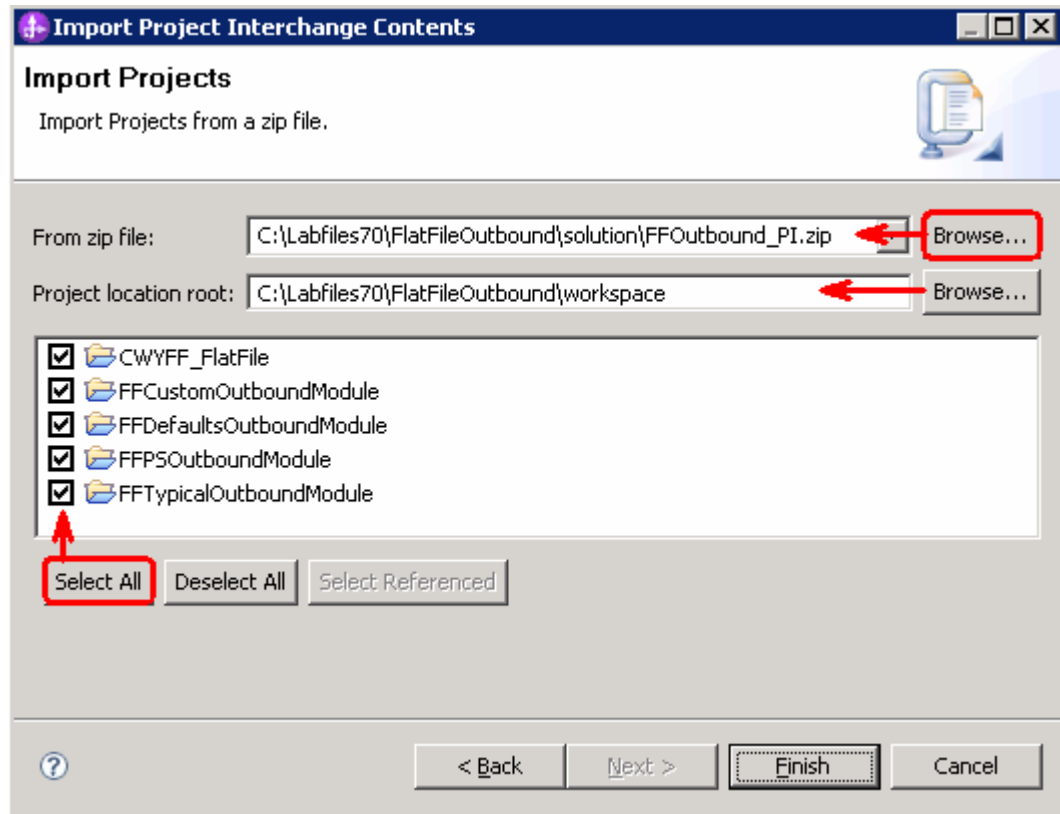 Import Project Interchange Contents
Import Projects
Import Projects from a zip file.
From zip file: C:\Labfiles70\FlatFileOutbound\solution\FFOutbound_PI.zip Browse...
Project location root: C:\Labfiles70\FlatFileOutbound\workspace Browse...
CWYFF_FlatFile
FFCustomOutboundModule
FFDefaultsOutboundModule
FFPSOutboundModule
FFTypicalOutboundModule
Select All Deselect All Select Referenced
? < Back Next > Finish Cancel